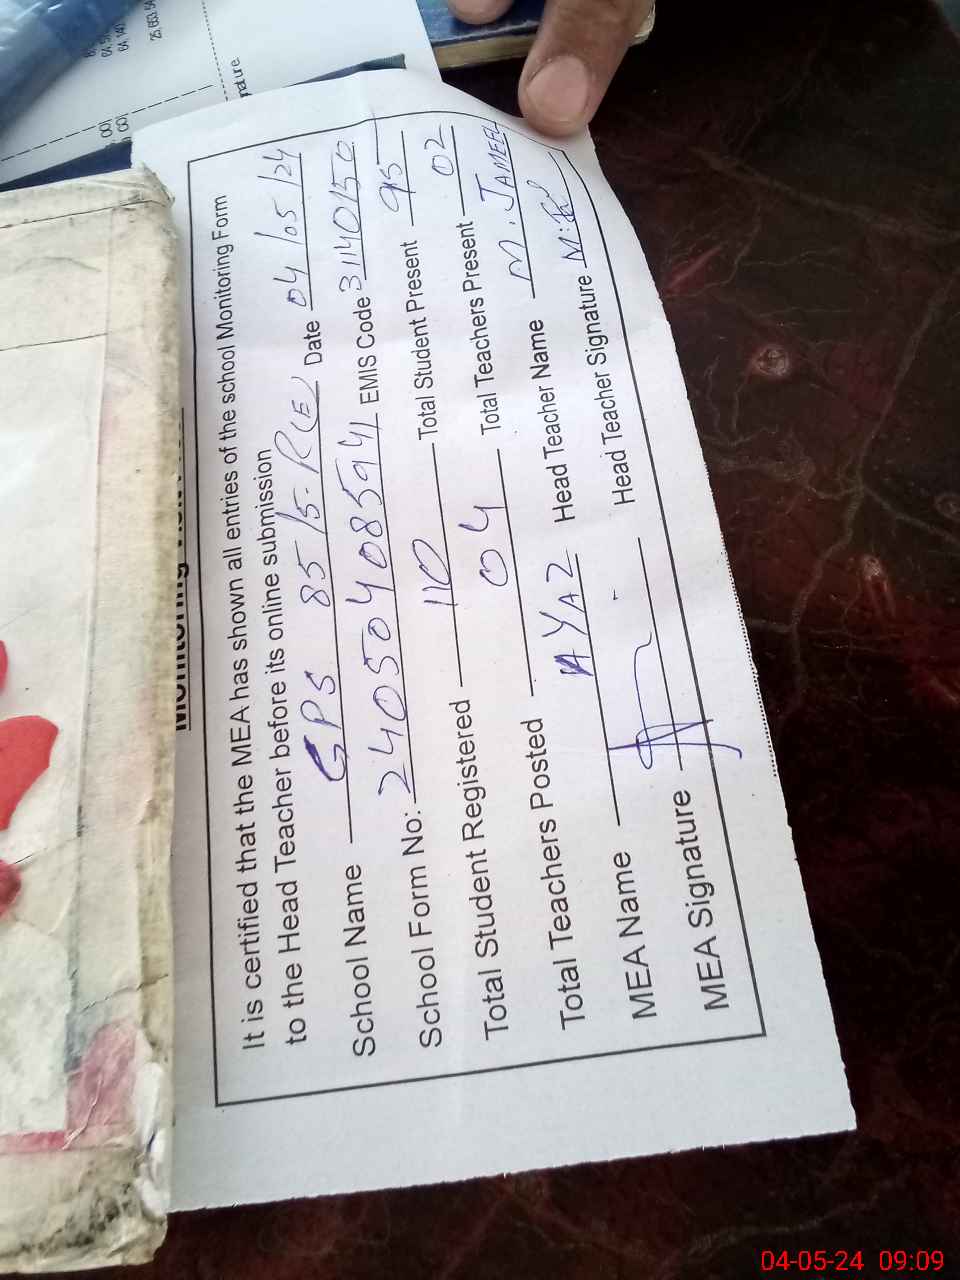 It is certified that the MEA has shown all entries of the school Monitoring Form
to the Head Teacher before its online submission
School Name GPS 85/5-R(E) Date 04/05/24
School Form No: 24050408594 EMIS Code 31140150
Total Student Registered 110 Total Student Present 95
Total Teachers Posted 04 Total Teachers Present 02
MEA Name AYAZ Head Teacher Name M. JAMEEL
MEA Signature Head Teacher Signature
04-05-24 09:09